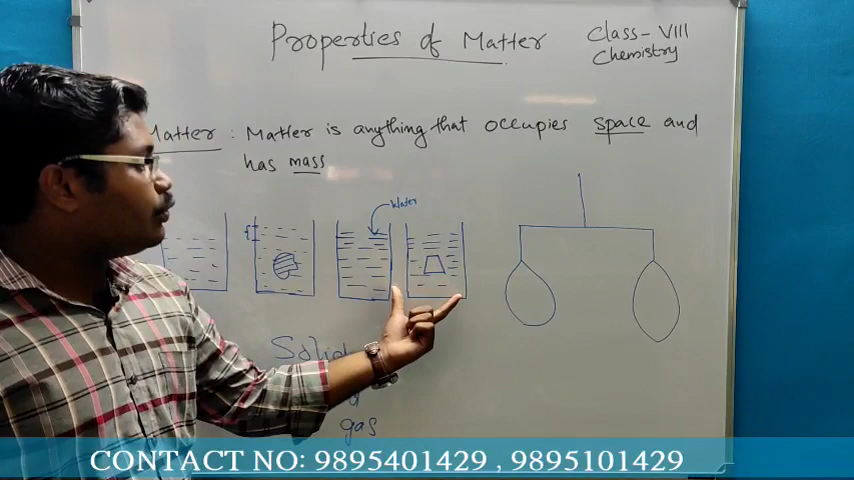 Properties of Matter
Class - VIII
Chemistry
Matter : Matter is anything that occupies space and
has mass
Water
Solid
gas
CONTACT NO: 9895401429 , 9895101429